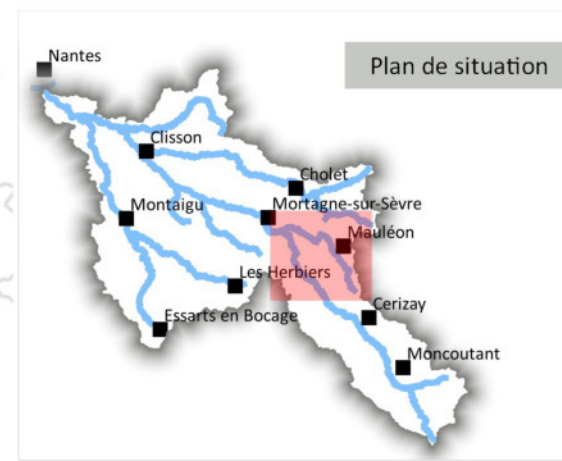 Nantes
Plan de situation
Clisson
Cholet
Montaigu
Mortagne-sur-Sèvre
Mauléon
Les Herbiers
Cerizay
Essarts en Bocage
Moncoutant